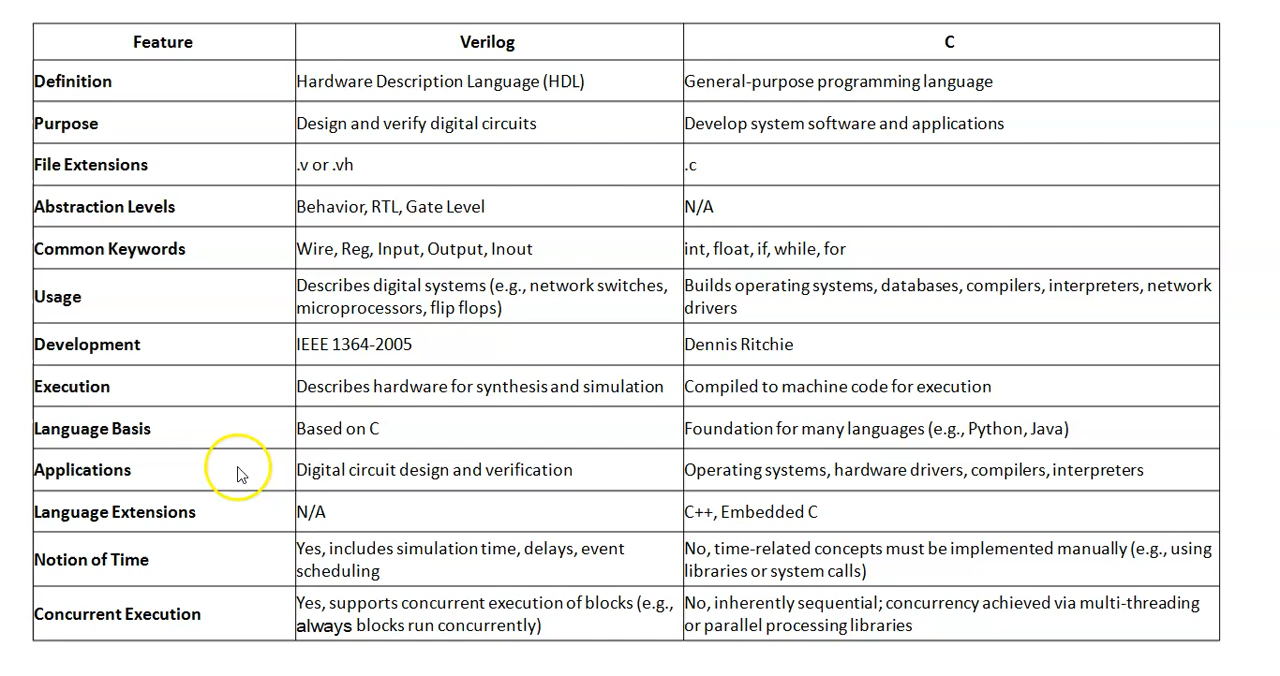 Feature Verilog C
Definition Hardware Description Language (HDL) General-purpose programming language
Purpose Design and verify digital circuits Develop system software and applications
File Extensions .v or .vh .c
Abstraction Levels Behavior, RTL, Gate Level N/A
Common Keywords Wire, Reg, Input, Output, Inout int, float, if, while, for
Usage Describes digital systems (e.g., network switches, Builds operating systems, databases, compilers, interpreters, network
microprocessors, flip flops) drivers
Development IEEE 1364-2005 Dennis Ritchie
Execution Describes hardware for synthesis and simulation Compiled to machine code for execution
Language Basis Based on C Foundation for many languages (e.g., Python, Java)
Applications Digital circuit design and verification Operating systems, hardware drivers, compilers, interpreters
Language Extensions N/A C++, Embedded C
Notion of Time Yes, includes simulation time, delays, event No, time-related concepts must be implemented manually (e.g., using
scheduling libraries or system calls)
Concurrent Execution Yes, supports concurrent execution of blocks (e.g., No, inherently sequential; concurrency achieved via multi-threading
always blocks run concurrently) or parallel processing libraries